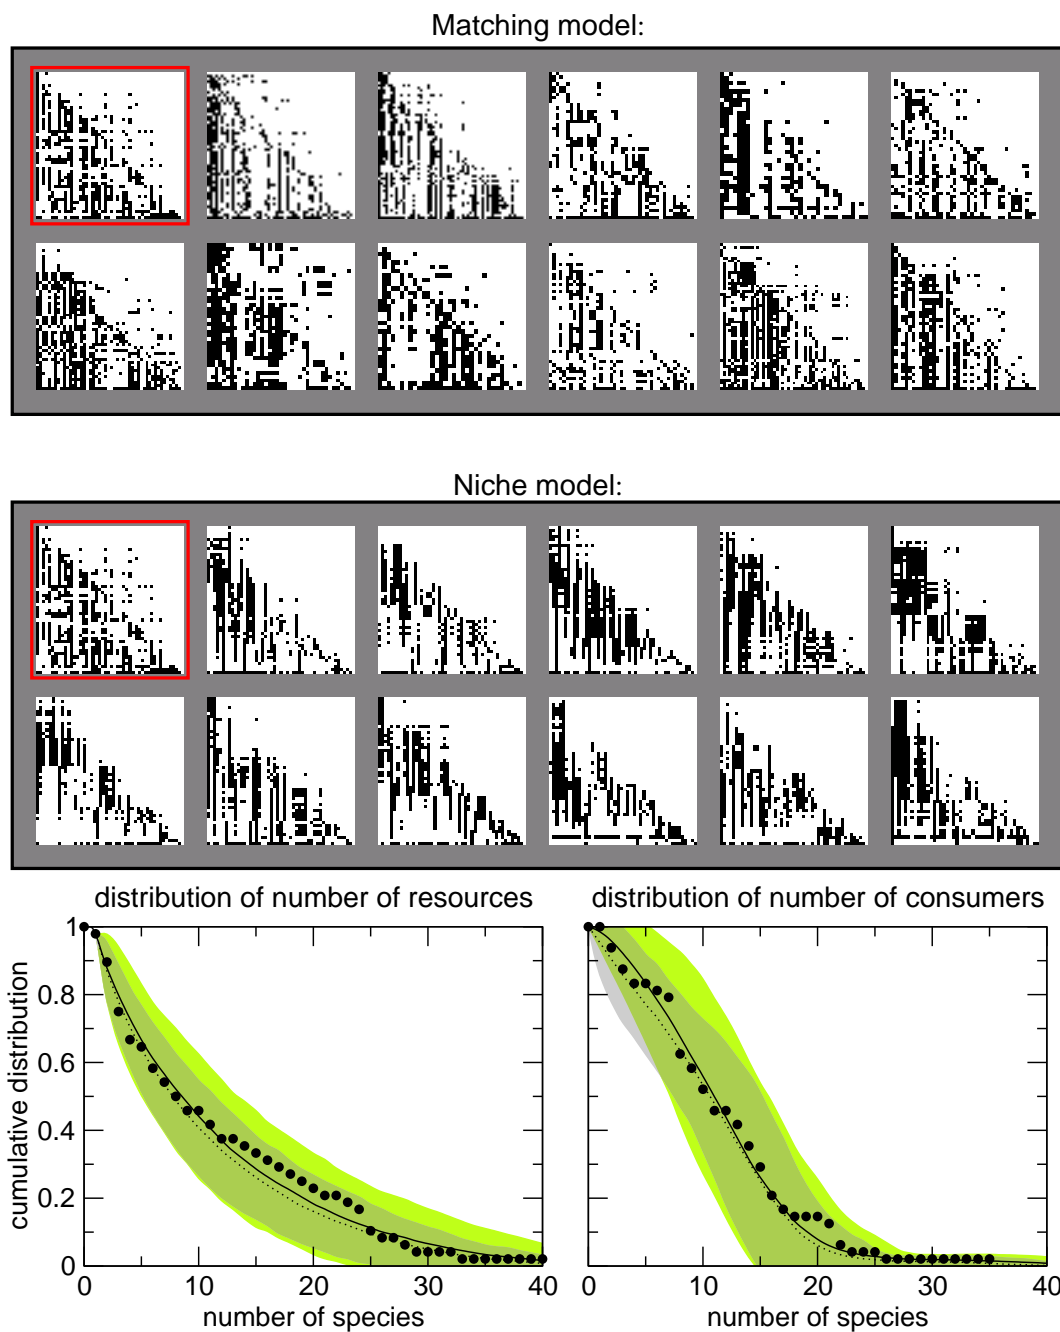 Matching model:
Niche model:
distribution of number of resources
distribution of number of consumers
cumulative distribution
1
0.8
0.6
0.4
0.2
0
0 10 20 30 40
0 10 20 30 40
number of species
number of species